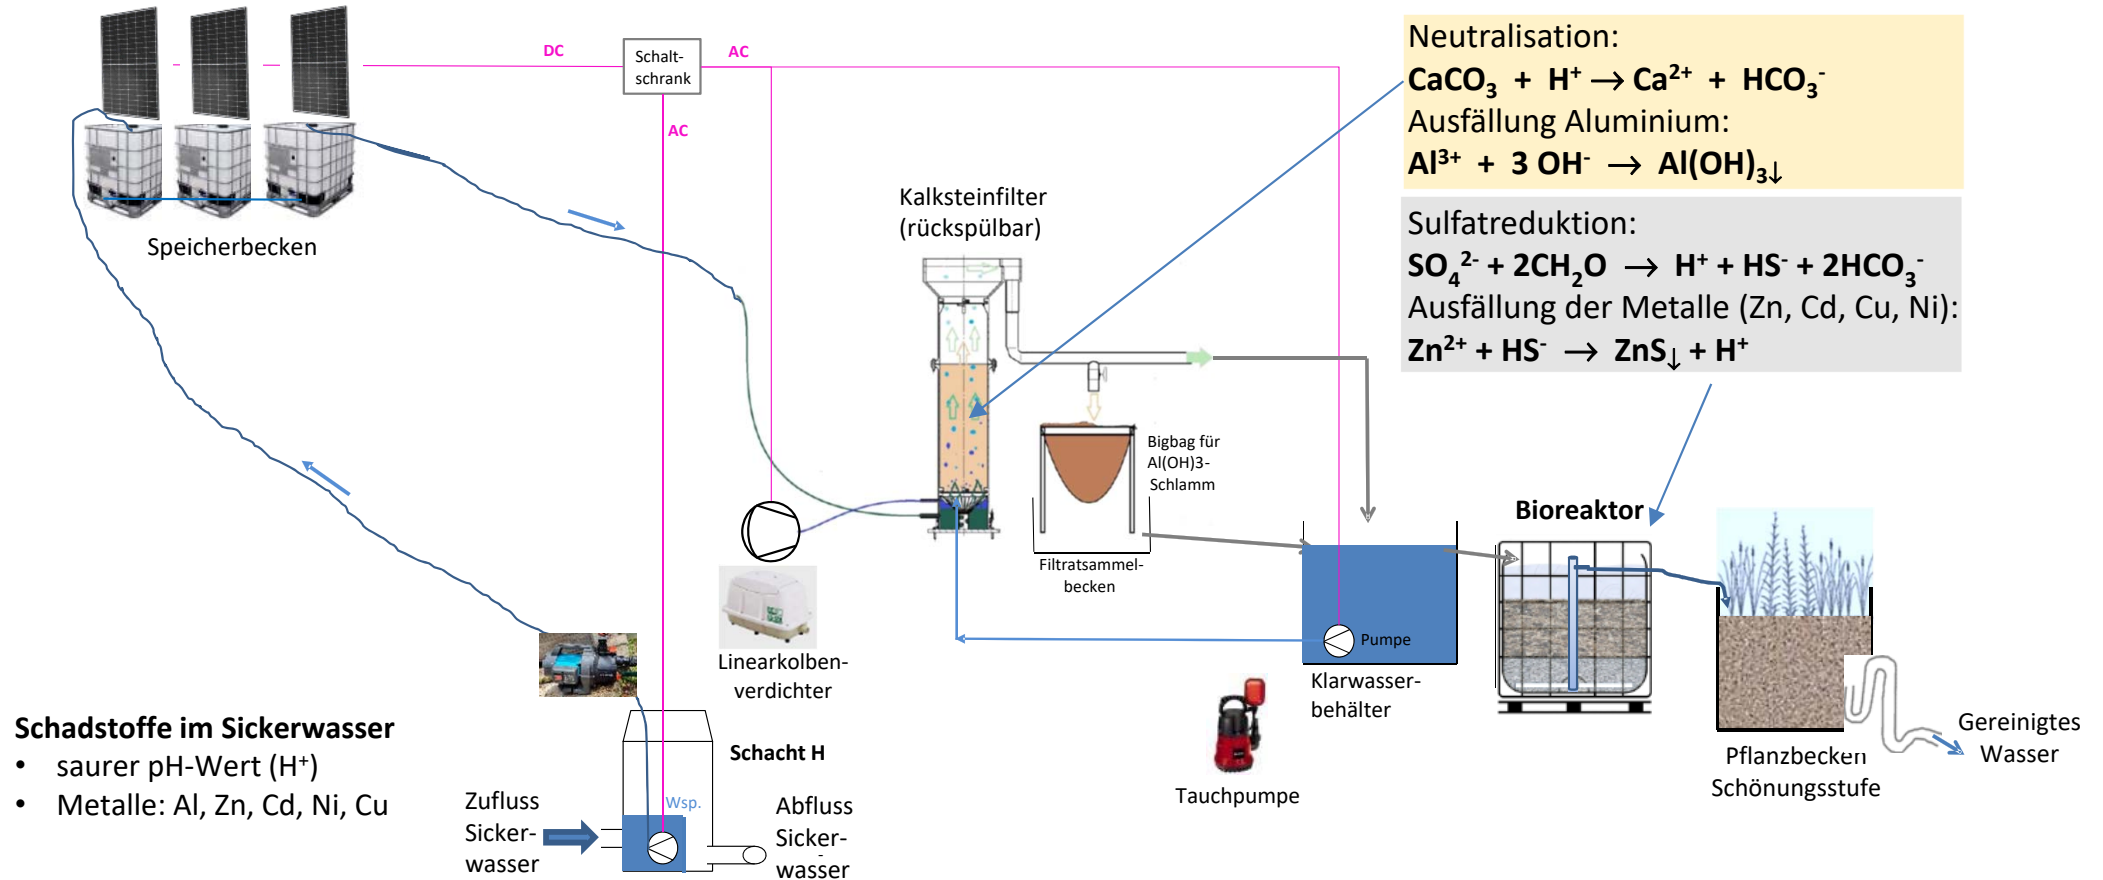 DC
Schalt-
schrank
AC
AC
Neutralisation:
CaCO₃ + H⁺ → Ca²⁺ + HCO₃⁻
Ausfällung Aluminium:
Al³⁺ + 3 OH⁻ → Al(OH)₃↓
Sulfatreduktion:
SO₄²⁻ + 2CH₂O → H⁺ + HS⁻ + 2HCO₃⁻
Ausfällung der Metalle (Zn, Cd, Cu, Ni):
Zn²⁺ + HS⁻ → ZnS↓ + H⁺
Speicherbecken
Kalksteinfilter
(rückspülbar)
Bigbag für
Al(OH)3-
Schlamm
Filtratsammel-
becken
Bioreaktor
Pumpe
Klarwasser-
behälter
Tauchpumpe
Linearkolben-
verdichter
Schacht H
Wsp.
Zufluss
Sicker-
wasser
Abfluss
Sicker-
wasser
Pflanzbecken
Schönungsstufe
Gereinigtes
Wasser
Schadstoffe im Sickerwasser
• saurer pH-Wert (H⁺)
• Metalle: Al, Zn, Cd, Ni, Cu